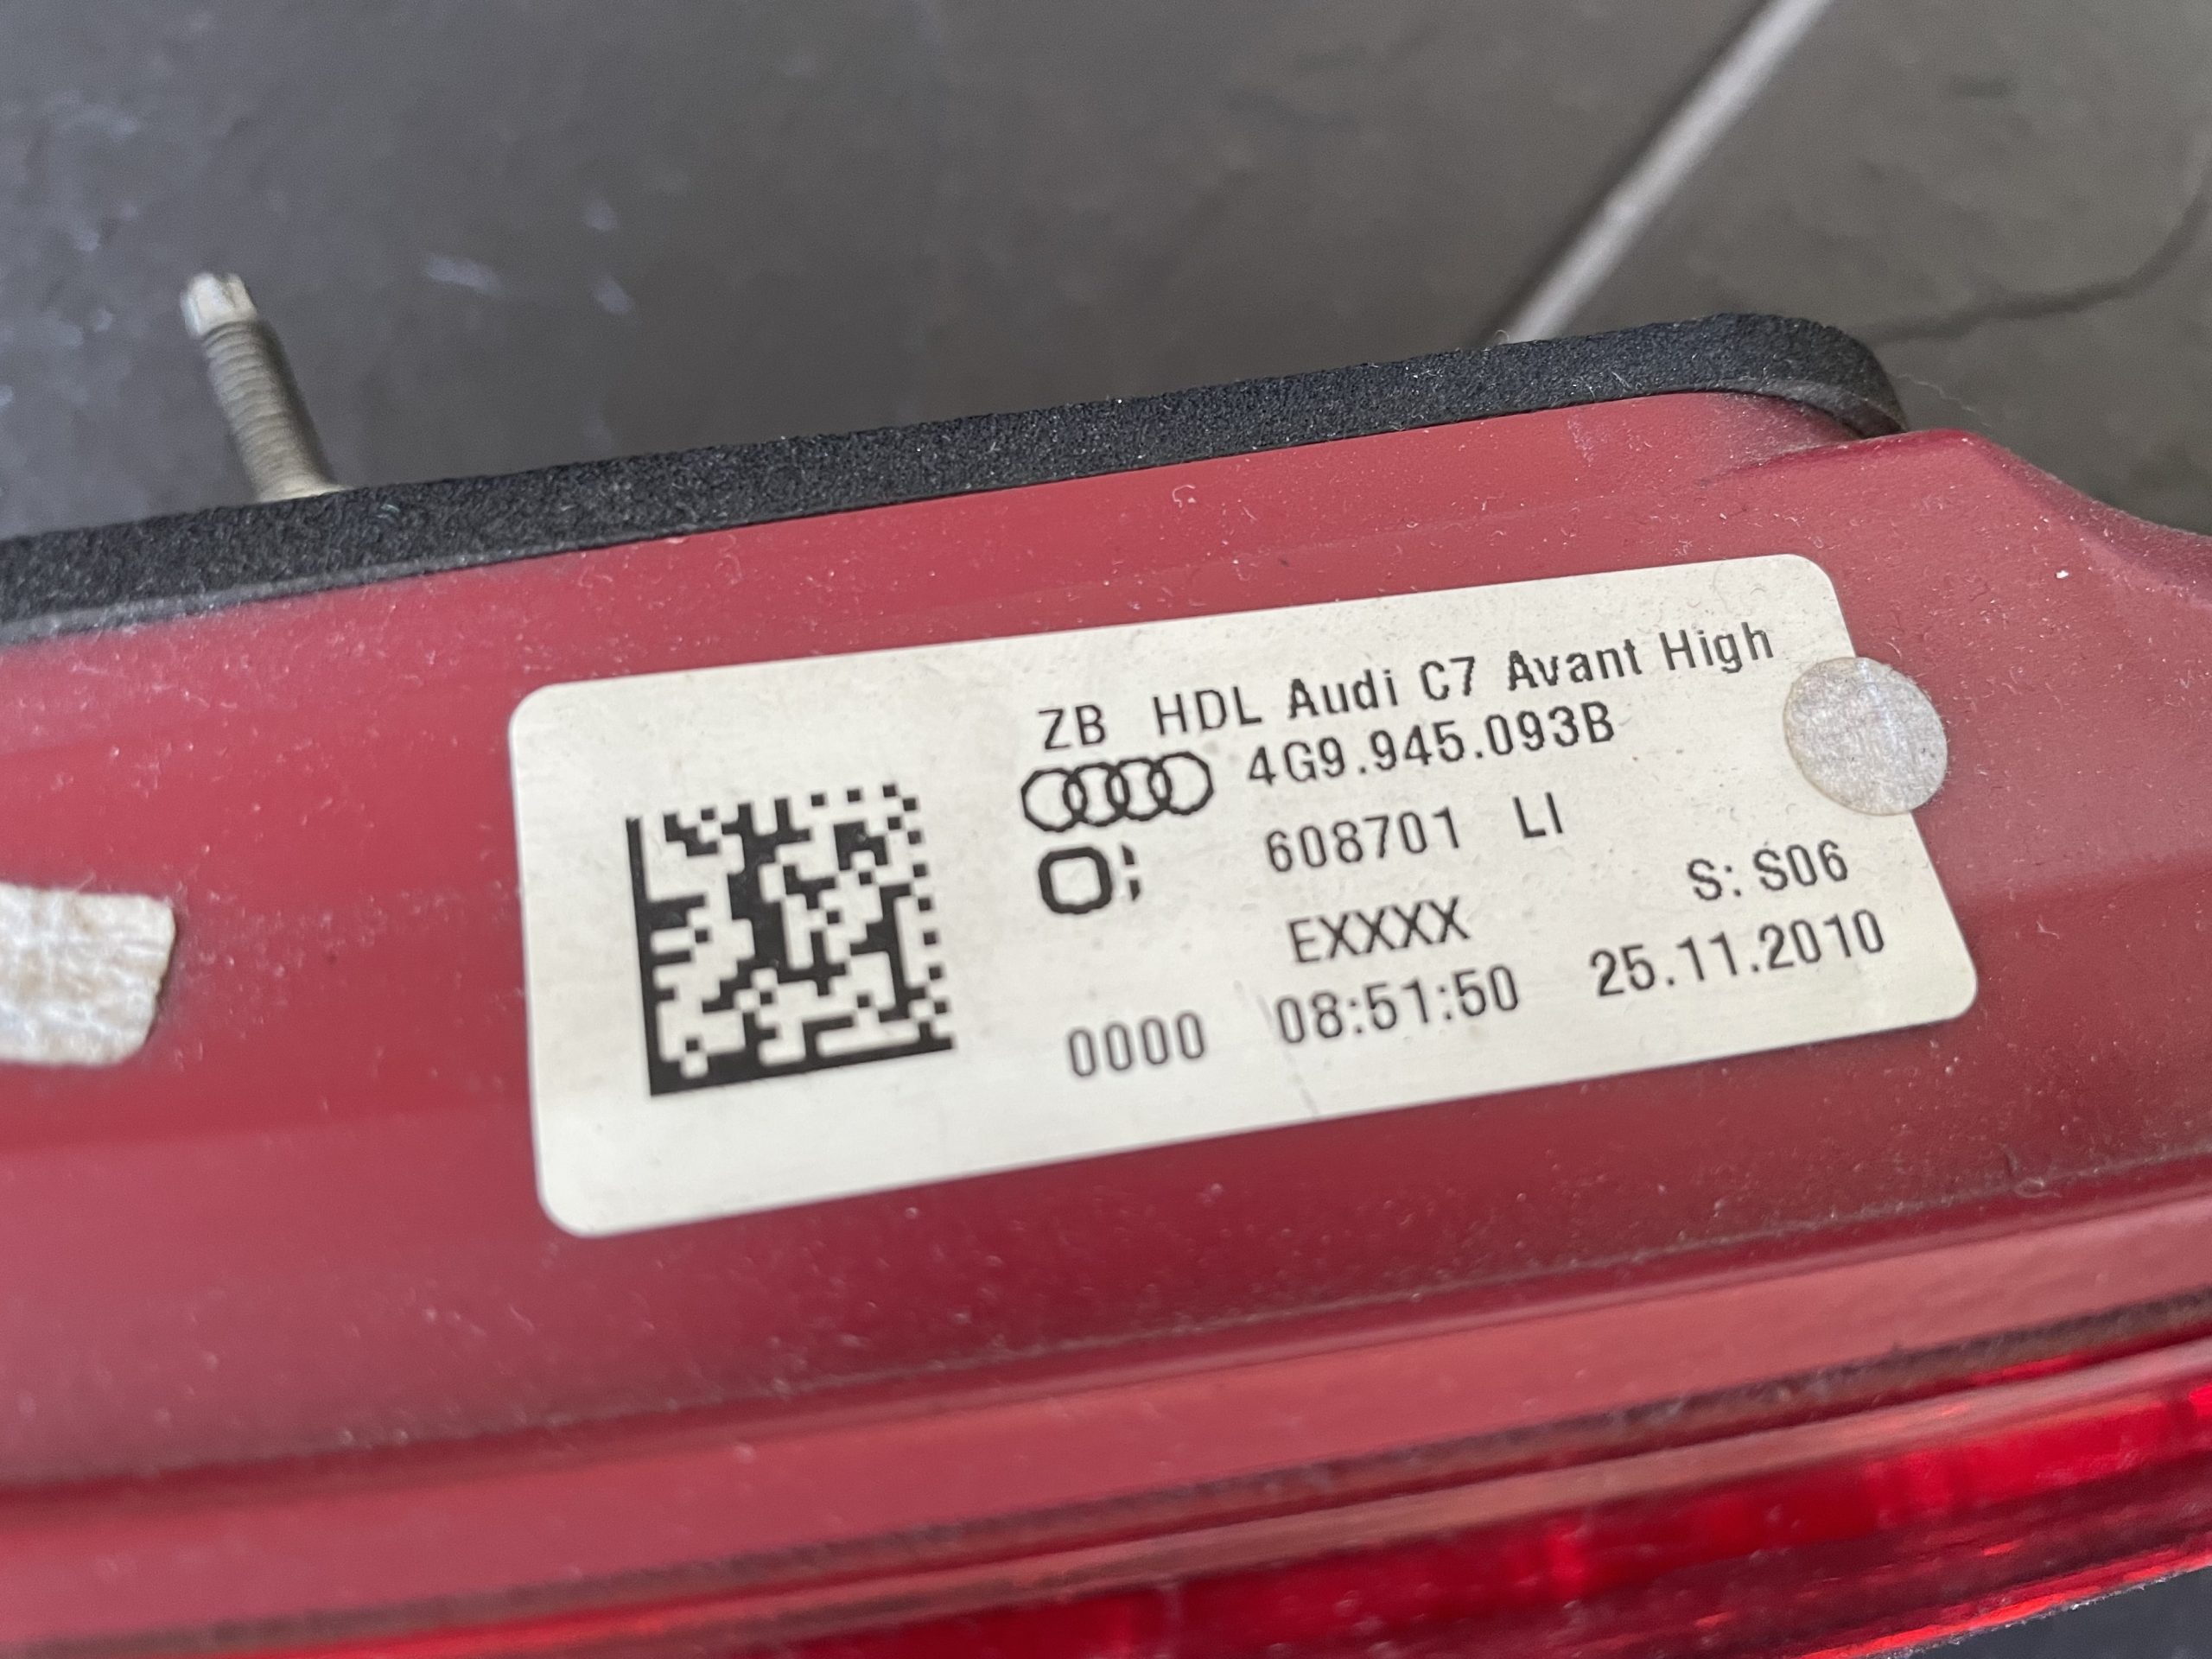 ZB HDL Audi C7 Avant High
4G9.945.093B
608701 LI
S: S06
EXXXX
0000 08:51:50 25.11.2010